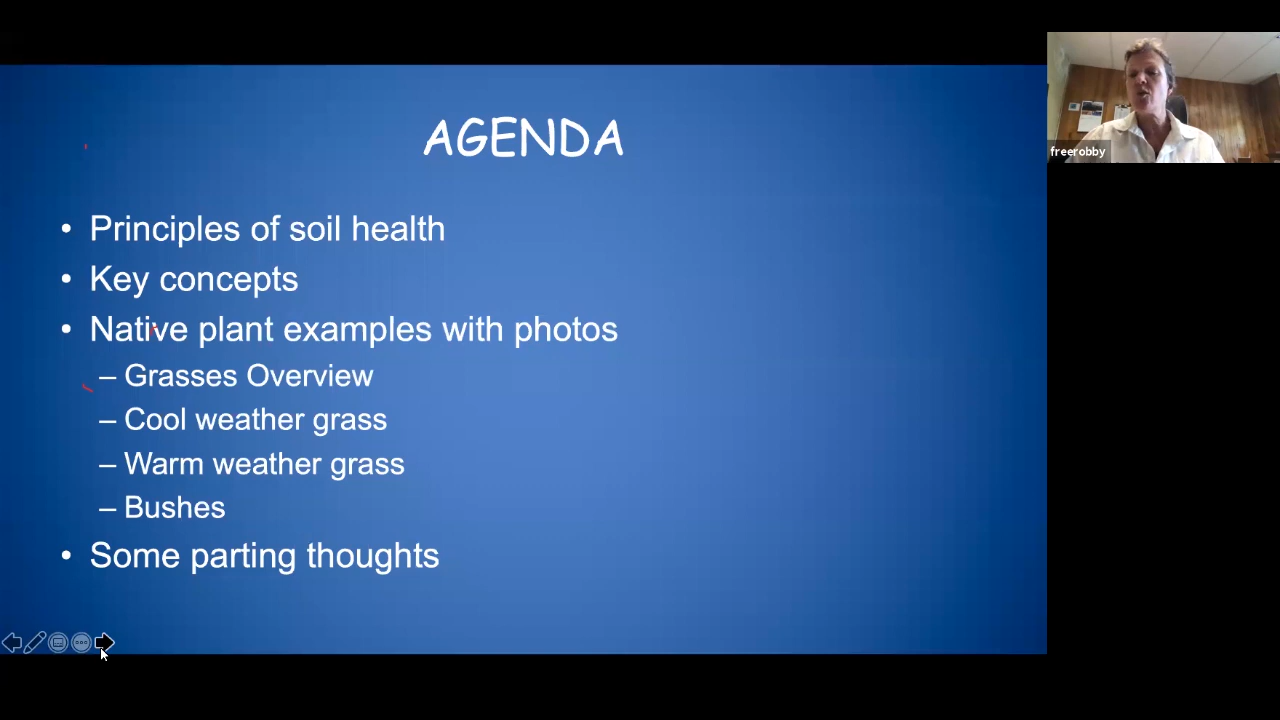 AGENDA
• Principles of soil health
• Key concepts
• Native plant examples with photos
– Grasses Overview
– Cool weather grass
– Warm weather grass
– Bushes
• Some parting thoughts
freerobby